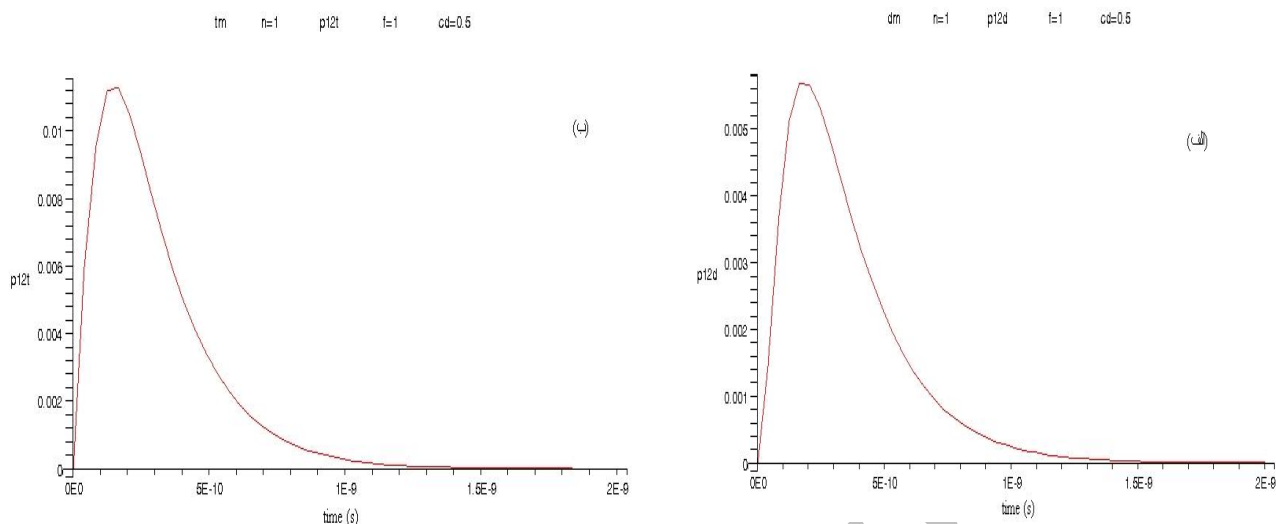 tm n=1 p12t f=1 cd=0.5
(ب)
0.01
0.008
0.006
p12t
0.004
0.002
0
0E0 5E-10 1E-9 1.5E-9 2E-9
time (s)
dm n=1 p12d f=1 cd=0.5
(الف)
0.005
0.004
0.003
p12d
0.002
0.001
0
0E0 5E-10 1E-9 1.5E-9 2E-9
time (s)